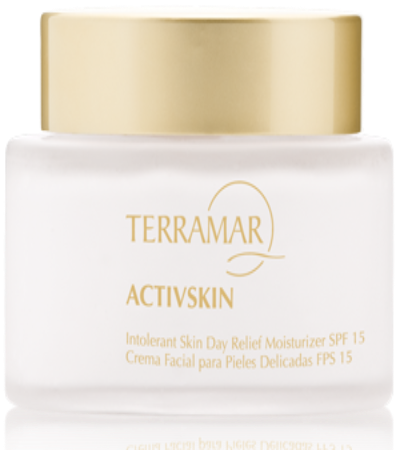 TERRAMAR
ACTIVSKIN
Intolerant Skin Day Relief Moisturizer SPF 15
Crema Facial para Pieles Delicadas FPS 15